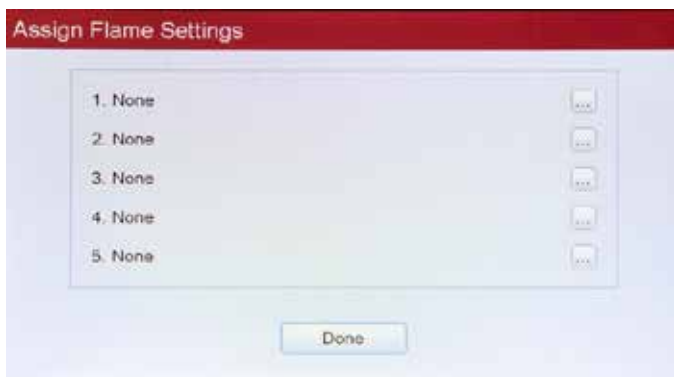 Assign Flame Settings
1. None
...
2. None
...
3. None
...
4. None
...
5. None
...
Done